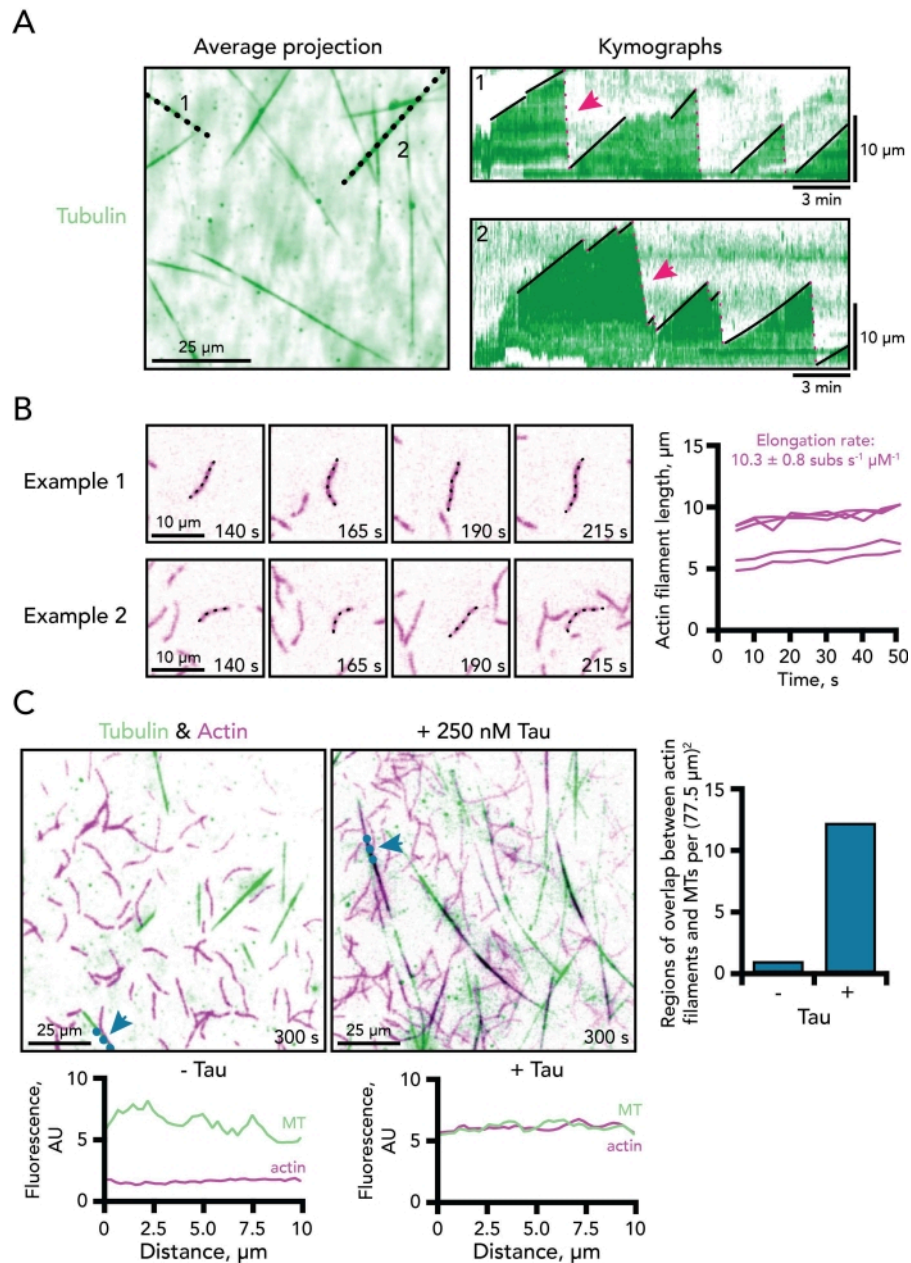 A
Average projection
Kymographs
Tubulin
1
2
25 µm
1
10 µm
3 min
2
10 µm
3 min
B
Example 1
10 µm
140 s
165 s
190 s
215 s
Example 2
10 µm
140 s
165 s
190 s
215 s
Actin filament length, µm
15
10
5
0
Elongation rate:
10.3 ± 0.8 subs s⁻¹ µM⁻¹
0 10 20 30 40 50
Time, s
C
Tubulin & Actin
+ 250 nM Tau
25 µm
300 s
25 µm
300 s
Regions of overlap between actin
filaments and MTs per (77.5 µm)²
15
10
5
0
- +
Tau
- Tau
Fluorescence,
AU
10
5
0
MT
actin
0 2.5 5.0 7.5 10
Distance, µm
+ Tau
Fluorescence,
AU
10
5
0
MT
actin
0 2.5 5.0 7.5 10
Distance, µm